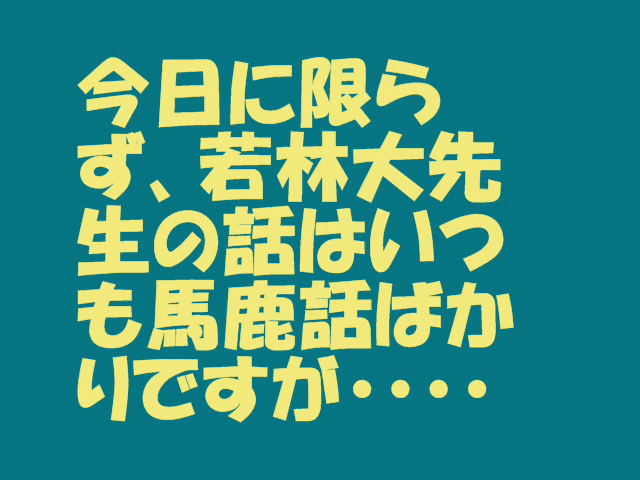 今日に限ら
ず、若林大先
生の話はいつ
も馬鹿話ばか
りですが・・・・